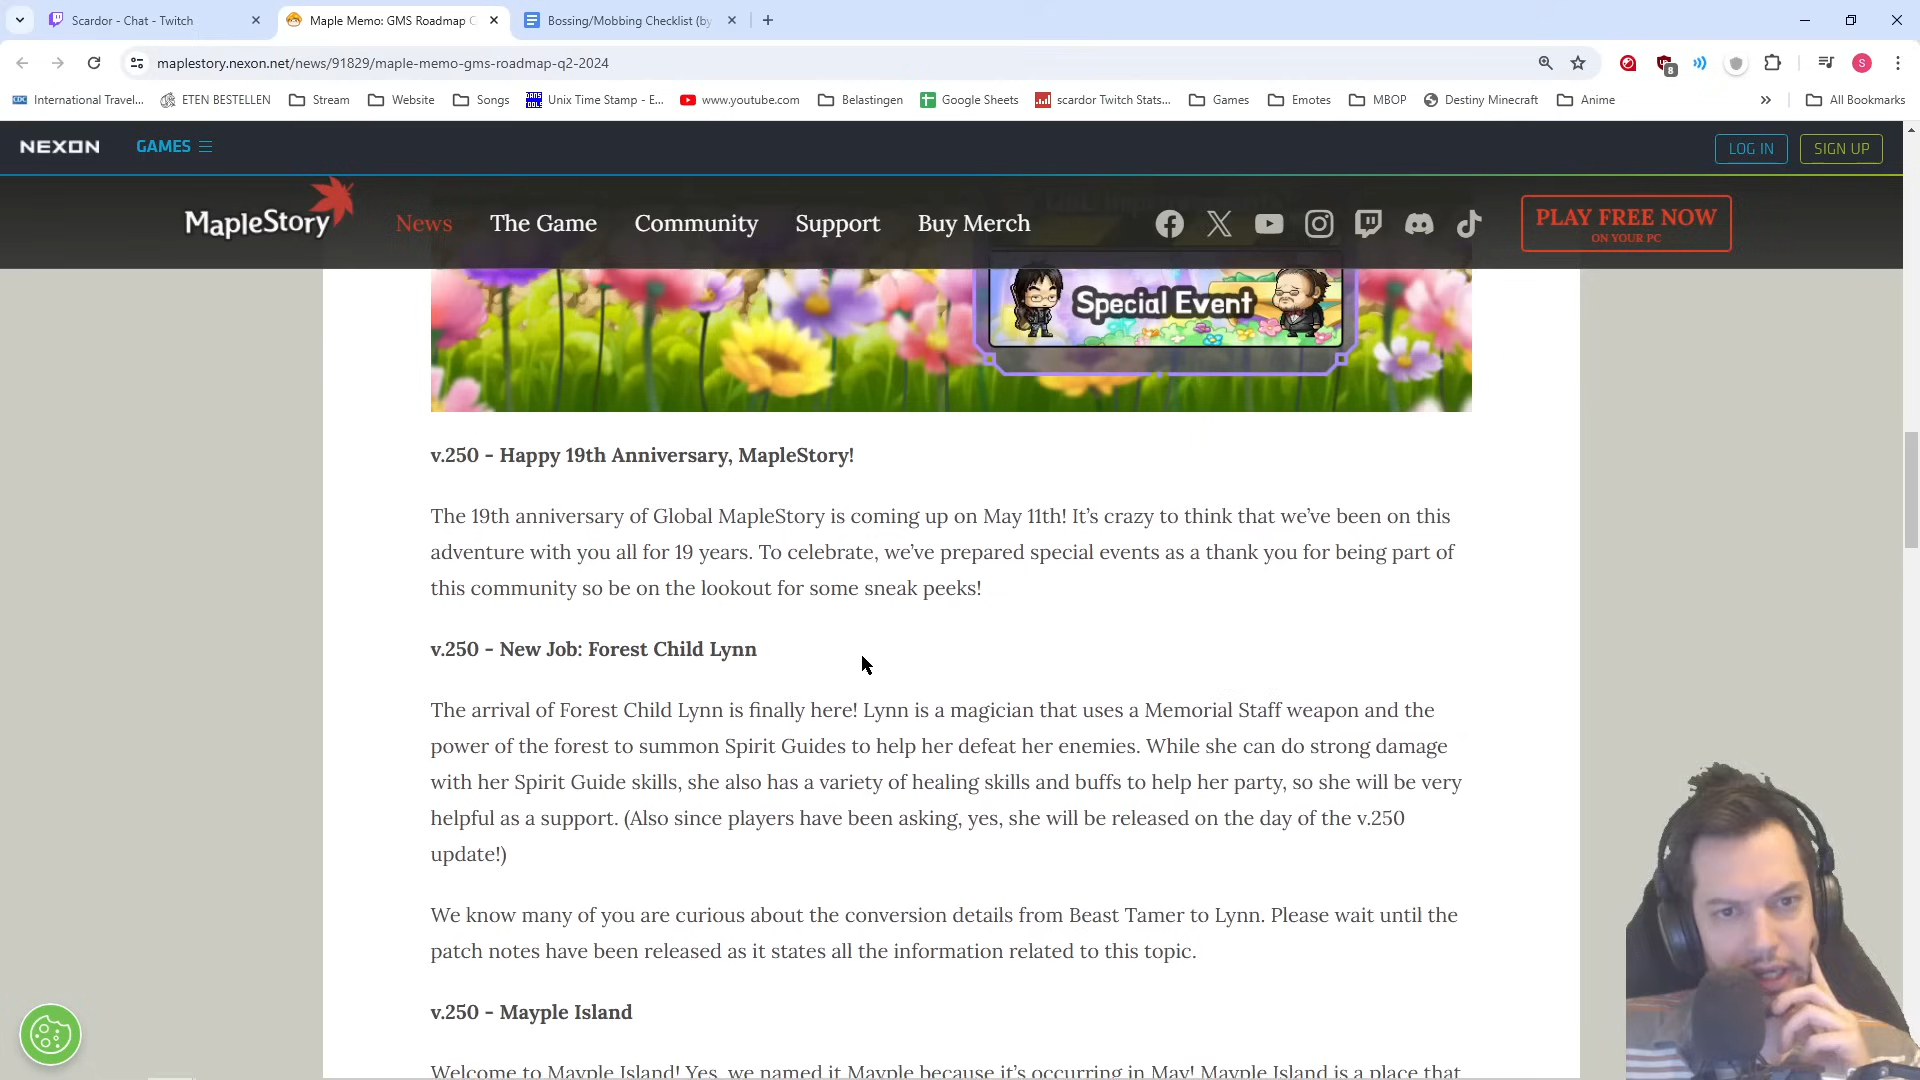 Scardor - Chat - Twitch
Maple Memo: GMS Roadmap
Bossing/Mobbing Checklist (by
maplestory.nexon.net/news/91829/maple-memo-gms-roadmap-q2-2024
8
S
International Travel...
ETEN BESTELLEN
Stream
Website
Songs
Unix Time Stamp - E...
www.youtube.com
Belastingen
Google Sheets
scardor Twitch Stats...
Games
Emotes
MBOP
Destiny Minecraft
Anime
All Bookmarks
NEXON
GAMES
LOG IN
SIGN UP
MapleStory
News
The Game
Community
Support
Buy Merch
PLAY FREE NOW
ON YOUR PC
Special Event
v.250 - Happy 19th Anniversary, MapleStory!
The 19th anniversary of Global MapleStory is coming up on May 11th! It’s crazy to think that we’ve been on this
adventure with you all for 19 years. To celebrate, we’ve prepared special events as a thank you for being part of
this community so be on the lookout for some sneak peeks!
v.250 - New Job: Forest Child Lynn
The arrival of Forest Child Lynn is finally here! Lynn is a magician that uses a Memorial Staff weapon and the
power of the forest to summon Spirit Guides to help her defeat her enemies. While she can do strong damage
with her Spirit Guide skills, she also has a variety of healing skills and buffs to help her party, so she will be very
helpful as a support. (Also since players have been asking, yes, she will be released on the day of the v.250
update!)
We know many of you are curious about the conversion details from Beast Tamer to Lynn. Please wait until the
patch notes have been released as it states all the information related to this topic.
v.250 - Mayple Island
Welcome to Mayple Island! Yes, we named it Mayple because it’s occurring in May! Mayple Island is a place that